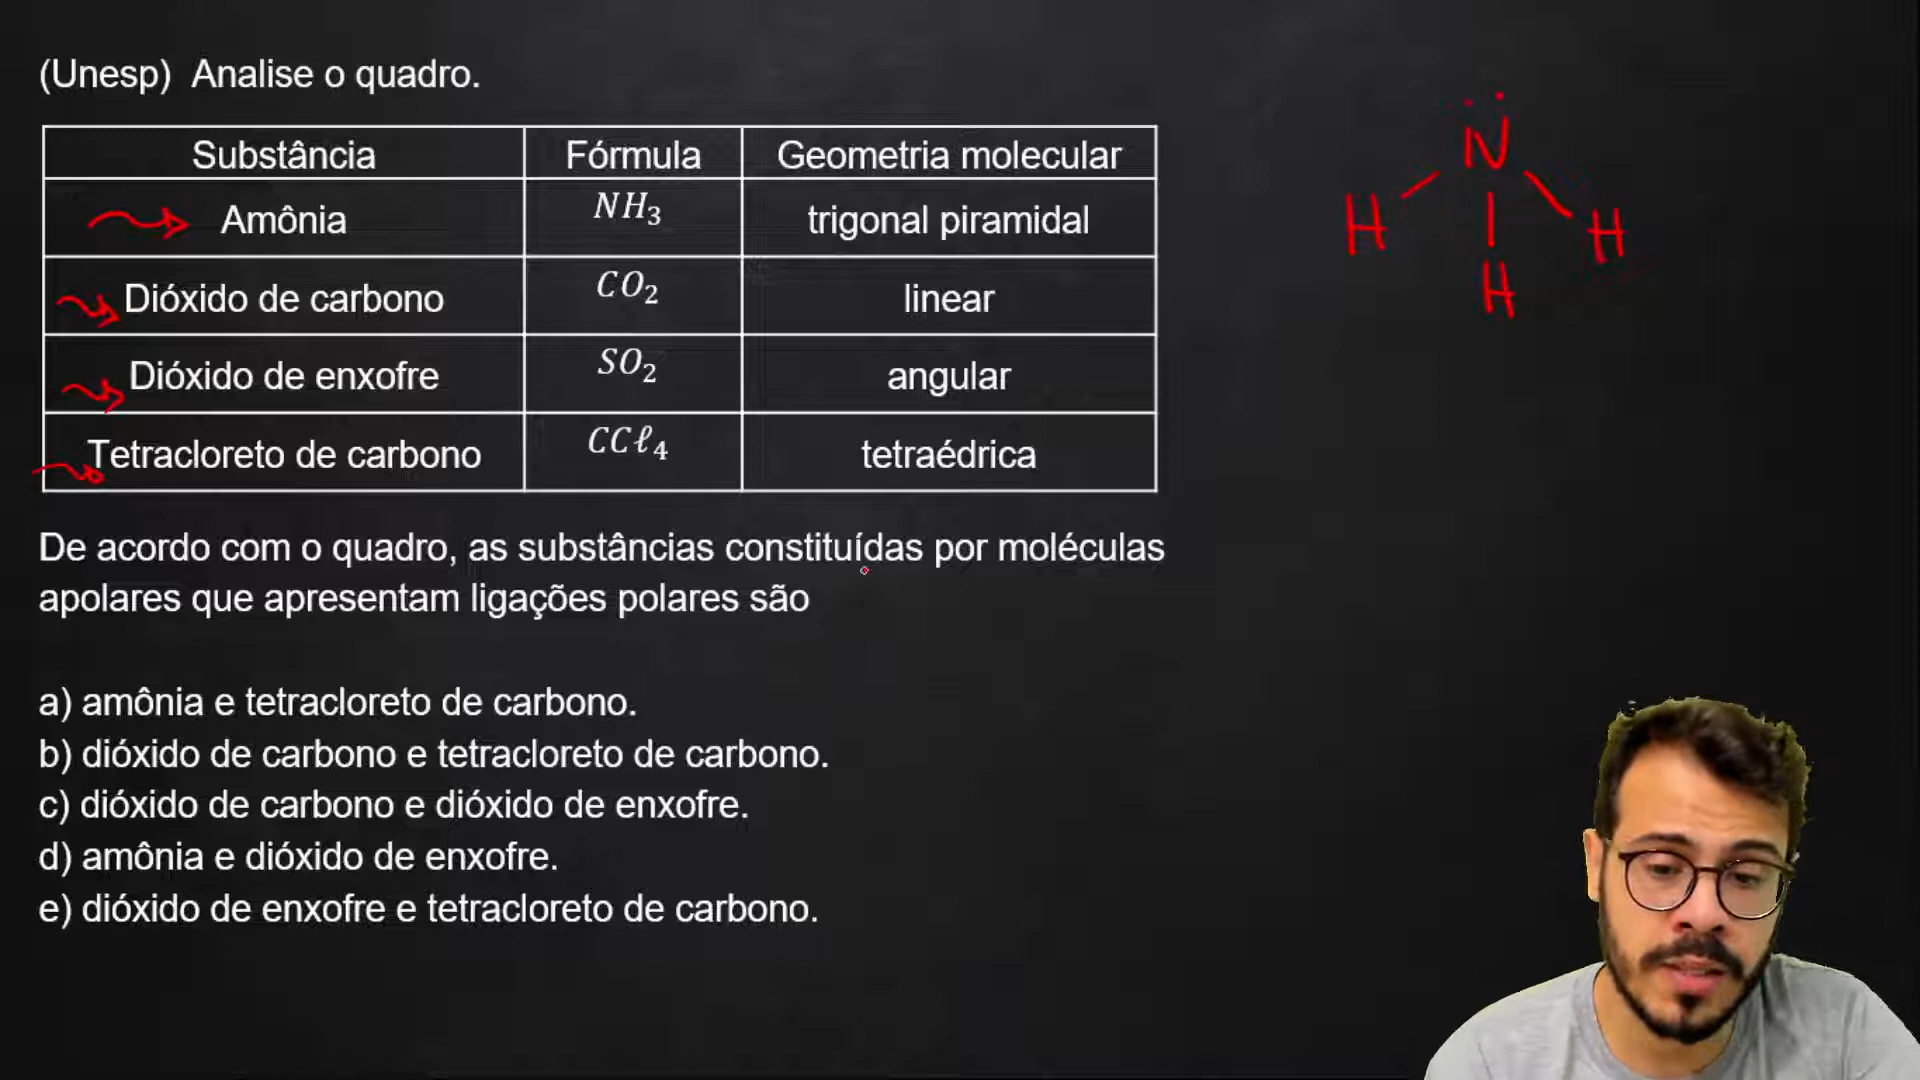 (Unesp) Analise o quadro.
Substância Fórmula Geometria molecular
Amônia NH₃ trigonal piramidal
Dióxido de carbono CO₂ linear
Dióxido de enxofre SO₂ angular
Tetracloreto de carbono CCℓ₄ tetraédrica
De acordo com o quadro, as substâncias constituídas por moléculas
apolares que apresentam ligações polares são
a) amônia e tetracloreto de carbono.
b) dióxido de carbono e tetracloreto de carbono.
c) dióxido de carbono e dióxido de enxofre.
d) amônia e dióxido de enxofre.
e) dióxido de enxofre e tetracloreto de carbono.
N
H H
H